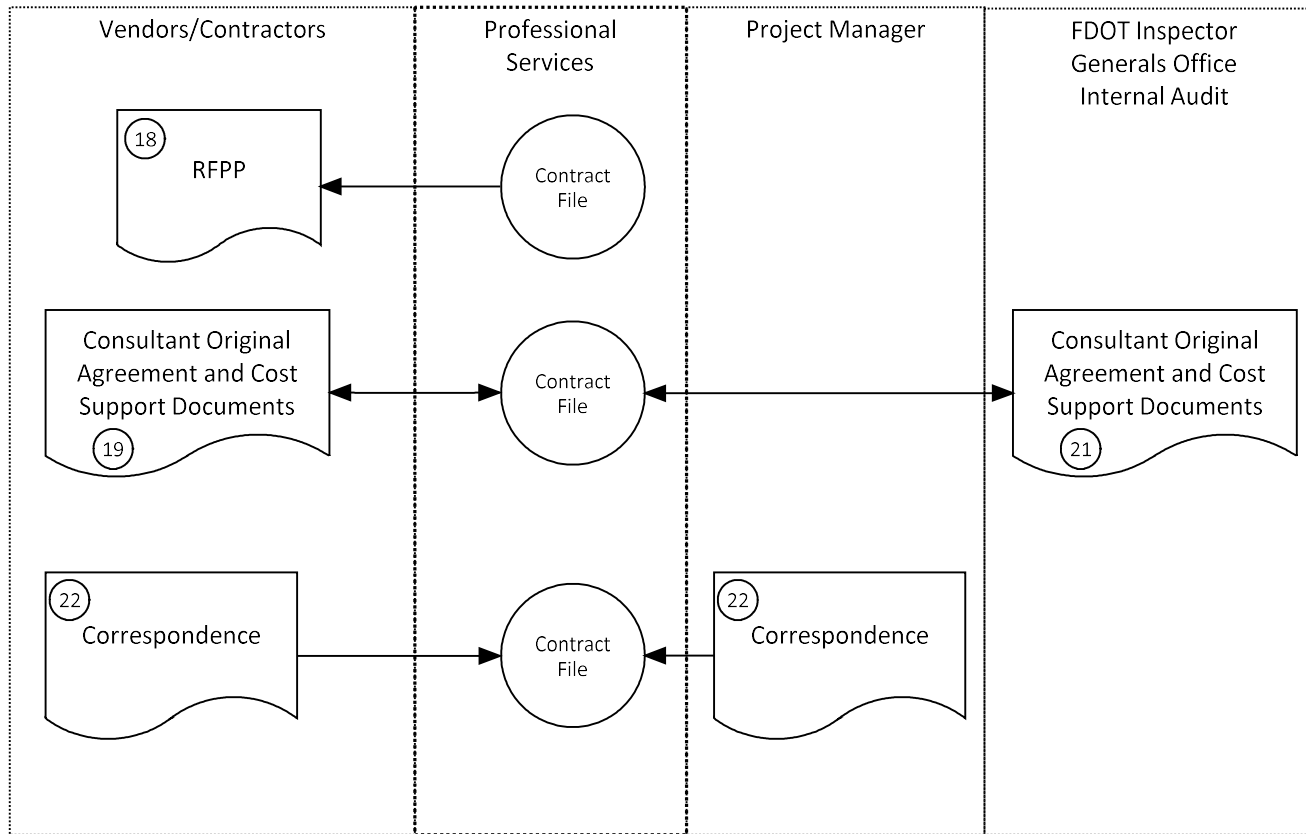 Vendors/Contractors
Professional
Services
Project Manager
FDOT Inspector
Generals Office
Internal Audit
18
RFPP
Contract
File
Consultant Original
Agreement and Cost
Support Documents
19
Contract
File
Consultant Original
Agreement and Cost
Support Documents
21
22
Correspondence
Contract
File
22
Correspondence